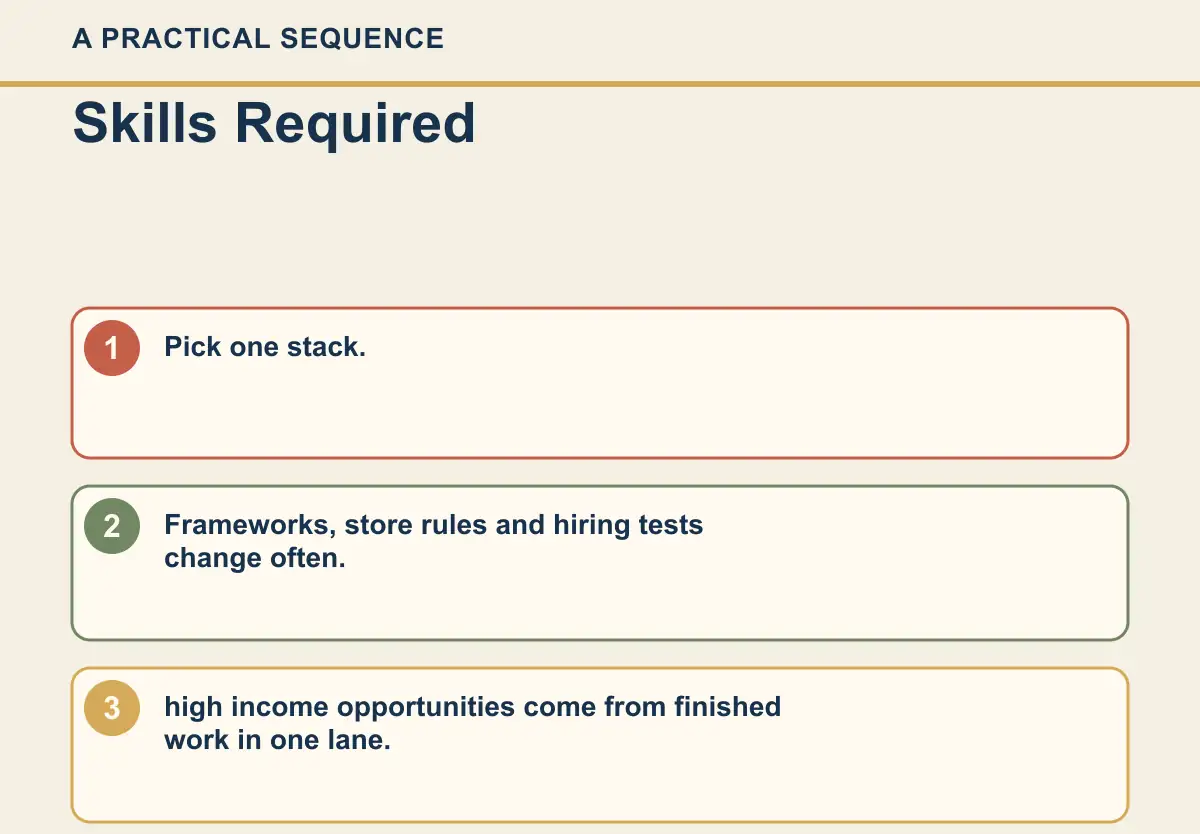 A PRACTICAL SEQUENCE
Skills Required
1
Pick one stack.
2
Frameworks, store rules and hiring tests
change often.
3
high income opportunities come from finished
work in one lane.